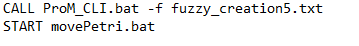 CALL ProM_CLI.bat -f fuzzy_creation5.txt
START movePetri.bat